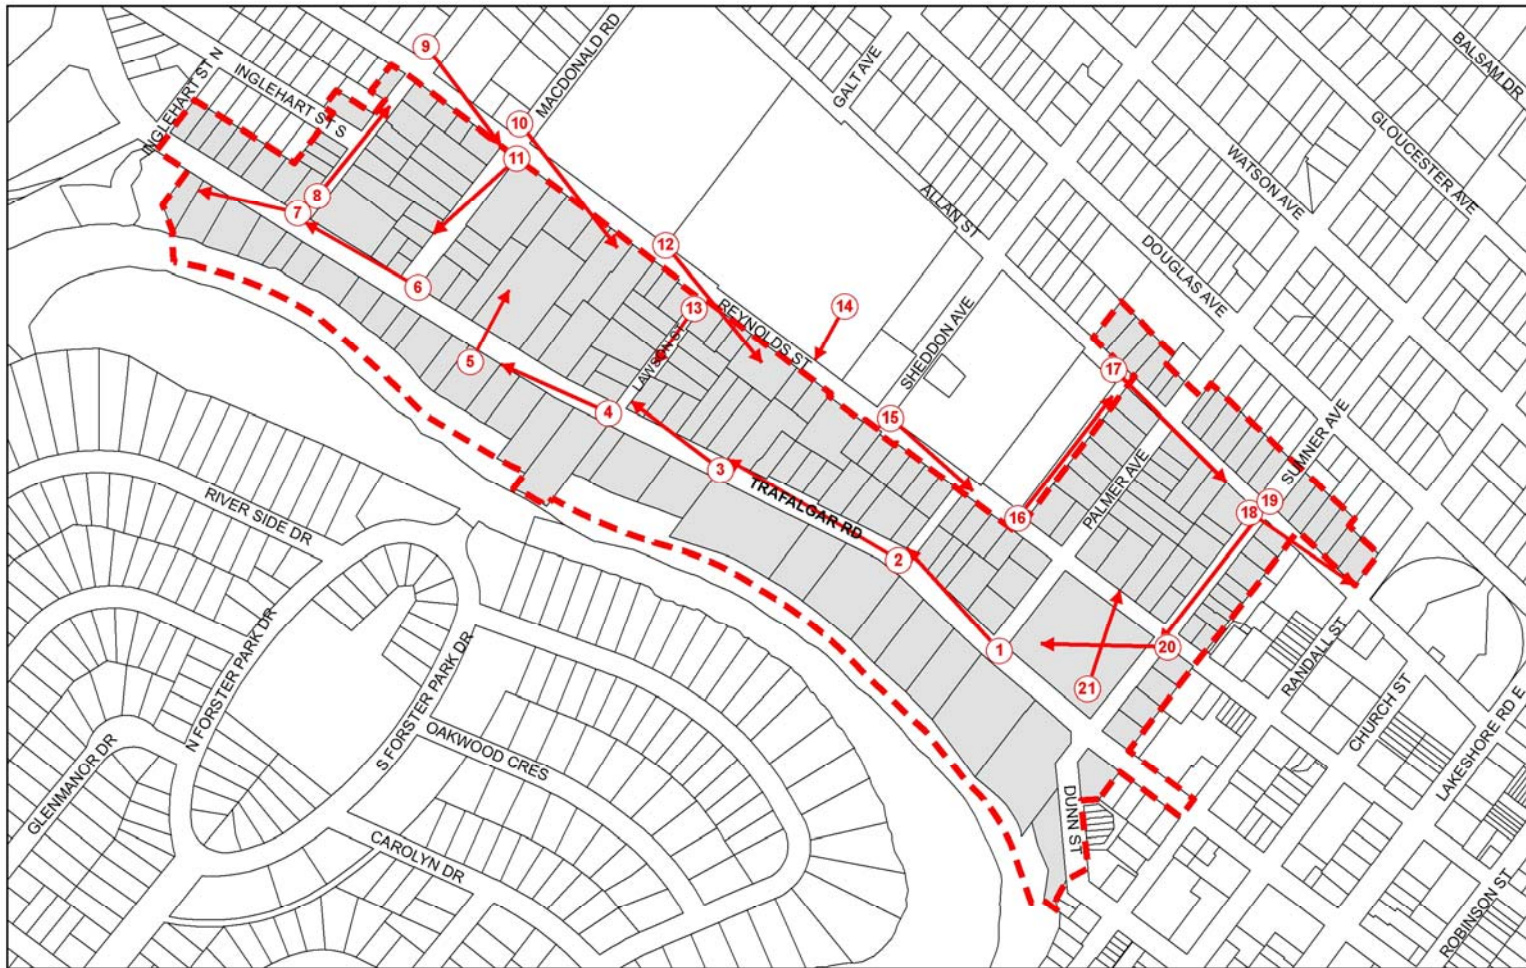 BALSAM DR
MACDONALD RD
9
GALT AVE
INGLEHART ST N
INGLEHART ST S
10
GLOUCESTER AVE
11
WATSON AVE
8
ALLAN ST
7
12
DOUGLAS AVE
6
13
14
REYNOLDS ST
SHEDDON AVE
LAWSON ST
5
17
4
15
SUMNER AVE
3
TRAFALGAR RD
PALMER AVE
19
18
16
RIVER SIDE DR
2
1
20
21
RANDALL ST
N FORSTER PARK DR
S FORSTER PARK DR
CHURCH ST
LAKESHORE RD E
OAKWOOD CRES
GLENMANOR DR
DUNN ST
CAROLYN DR
ROBINSON ST